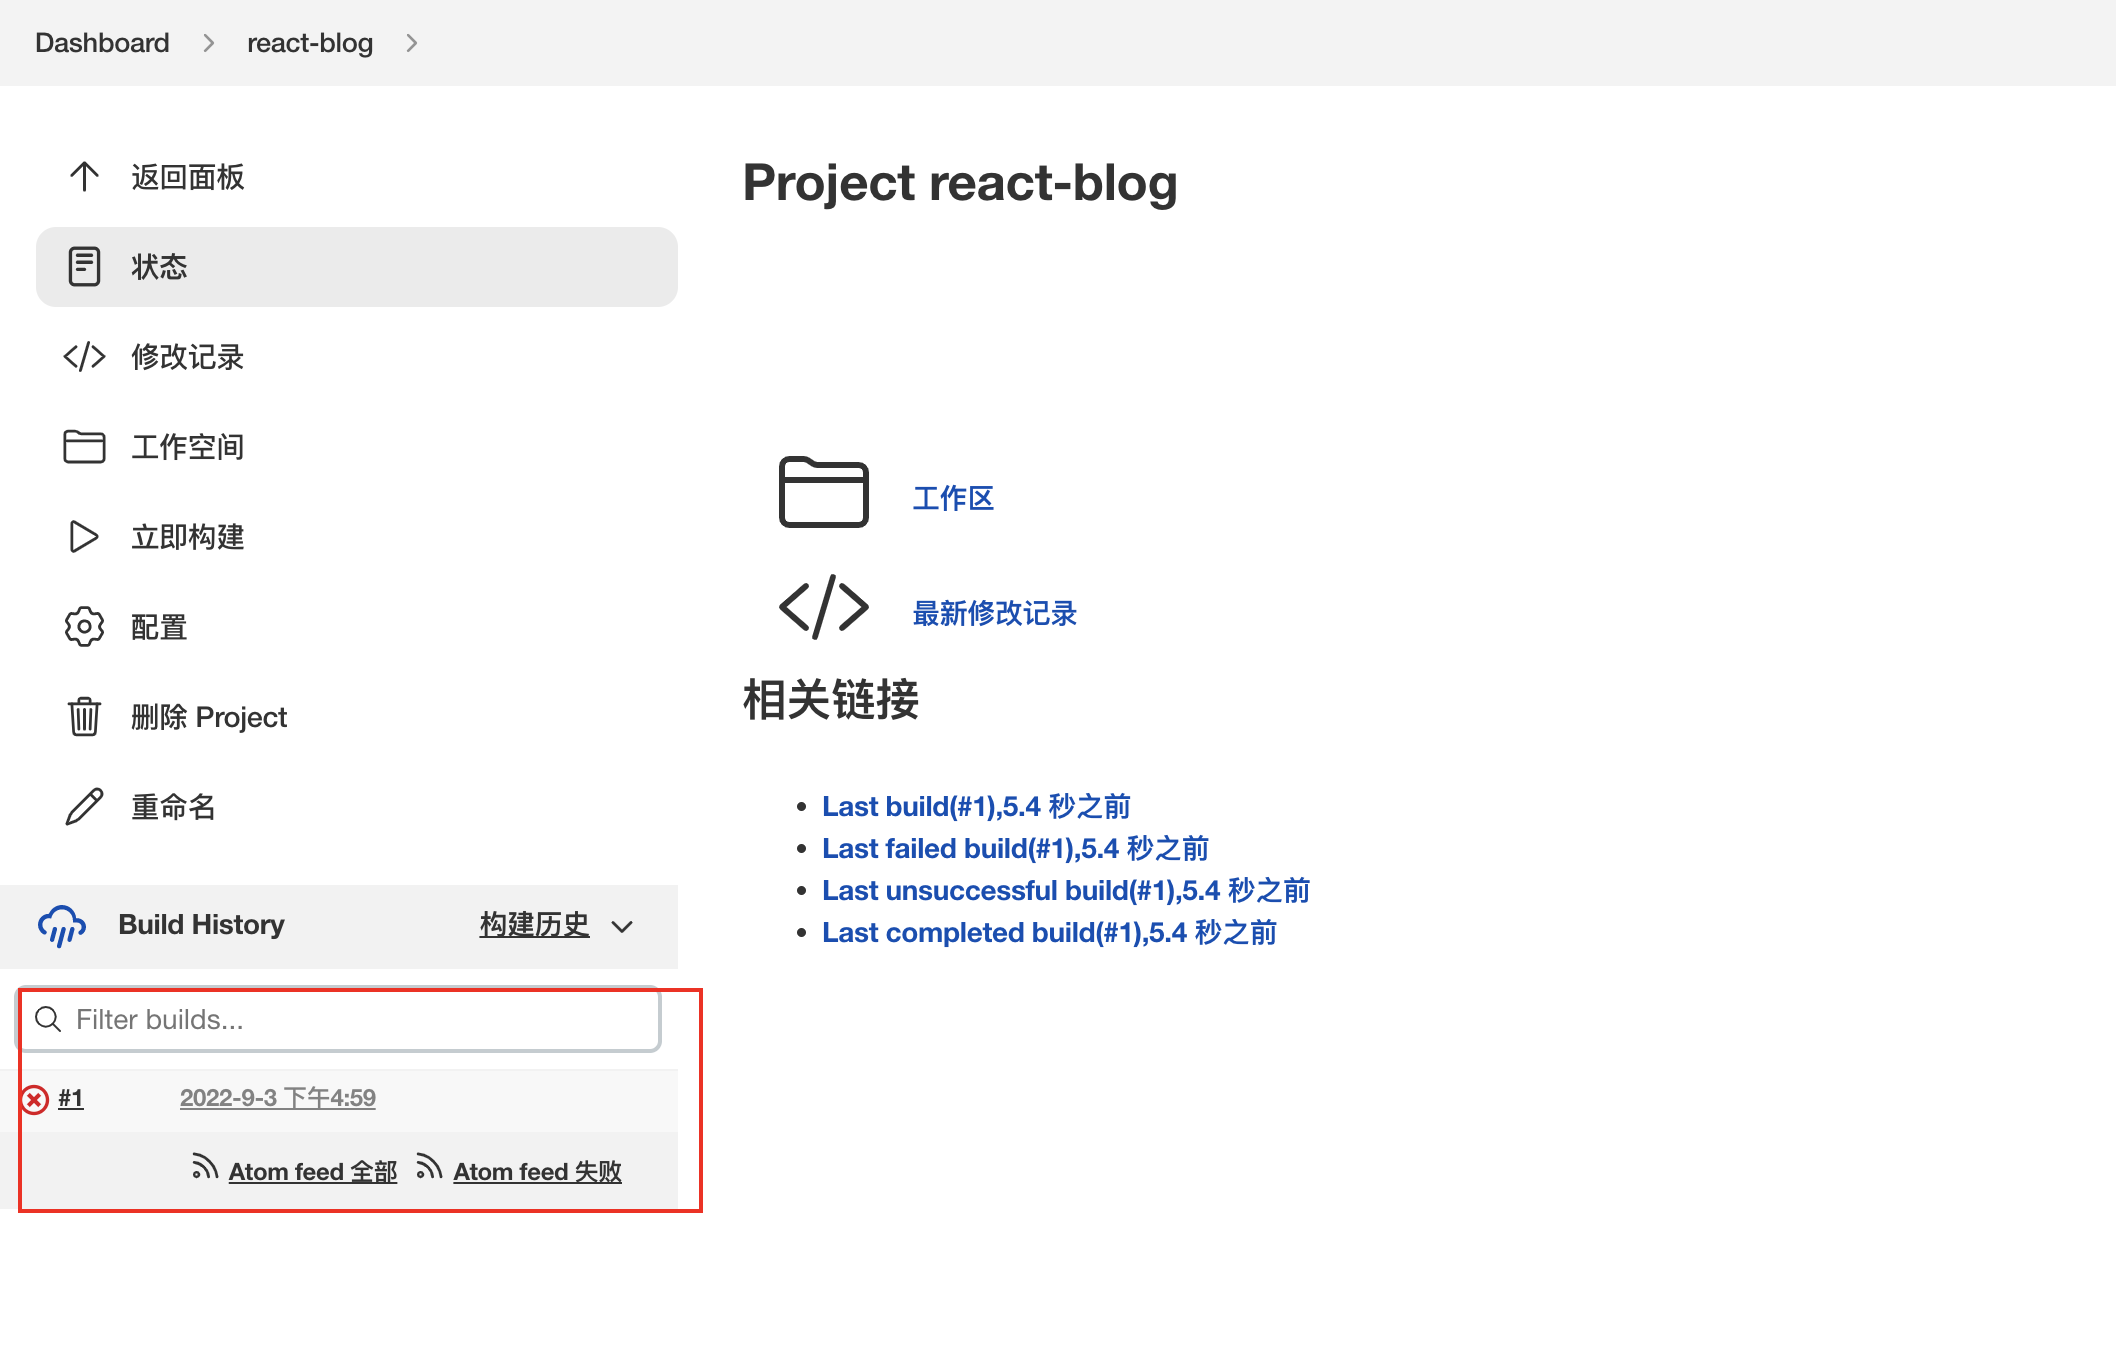 Dashboard
react-blog
返回面板
状态
修改记录
工作空间
立即构建
配置
删除 Project
重命名
Build History
构建历史
Filter builds...
#1
2022-9-3 下午4:59
Atom feed 全部
Atom feed 失败
Project react-blog
工作区
最新修改记录
相关链接
Last build(#1),5.4 秒之前
Last failed build(#1),5.4 秒之前
Last unsuccessful build(#1),5.4 秒之前
Last completed build(#1),5.4 秒之前